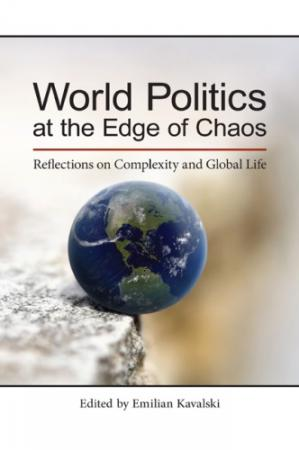 World Politics
at the Edge of Chaos
Reflections on Complexity and Global Life
Edited by Emilian Kavalski